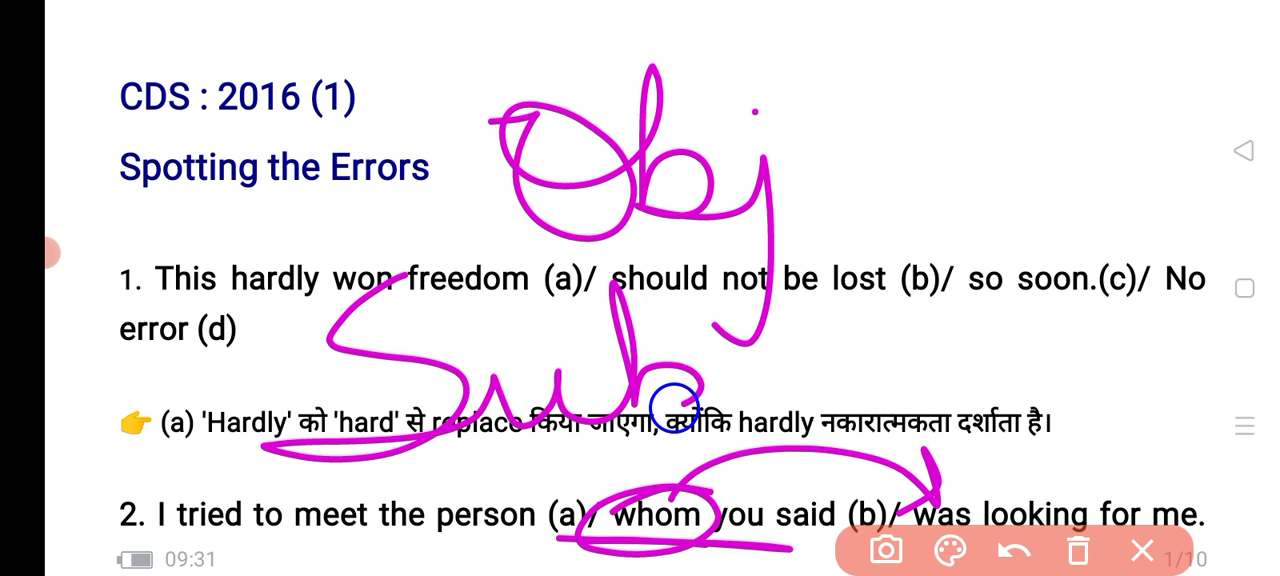 CDS : 2016 (1)
Obj
Spotting the Errors
1. This hardly won freedom (a)/ should not be lost (b)/ so soon.(c)/ No
error (d)
Sub
👉 (a) 'Hardly' को 'hard' से replace किया जाएगा, क्योंकि hardly नकारात्मकता दर्शाता है।
2. I tried to meet the person (a)/ whom you said (b)/ was looking for me.
09:31
1/10